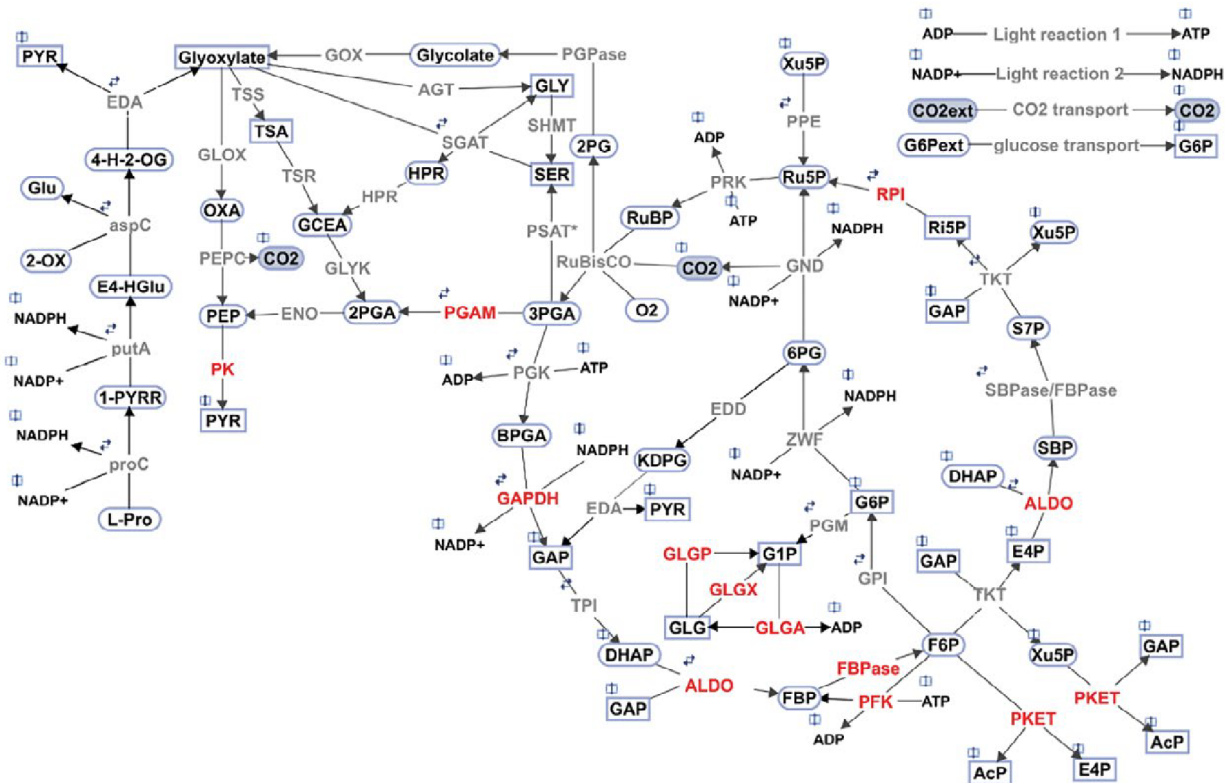 ADP Light reaction 1 ATP
NADP+ Light reaction 2 NADPH
CO2ext CO2 transport CO2
G6Pext glucose transport G6P
PYR Glyoxylate GOX Glycolate PGPase Xu5P
EDA TSS AGT GLY PPE
TSA SGAT SHMT 2PG ADP
4-H-2-OG GLOX TSR HPR SER PRK Ru5P RPI
Glu OXA HPR RuBP ATP NADPH Ri5P Xu5P
aspC GCEA PSAT*
2-OX PEPC CO2 GLYK RuBisCO CO2 GND TKT
E4-HGlu NADP+ GAP
NADPH PEP ENO 2PGA PGAM 3PGA O2 S7P
putA 6PG
NADP+ PK ADP PGK ATP SBPase/FBPase
1-PYRR PYR EDD NADPH
NADPH BPGA NADPH KDPG ZWF SBP
proC NADP+ DHAP
NADP+ GAPDH EDA PYR G6P ALDO
L-Pro NADP+ PGM
GAP GLGP G1P GAP E4P
GLGX GPI
TPI TKT
GLG GLGA ADP
DHAP F6P Xu5P GAP
FBPase
ALDO FBP PFK ATP PKET
GAP PKET
ADP AcP
AcP E4P